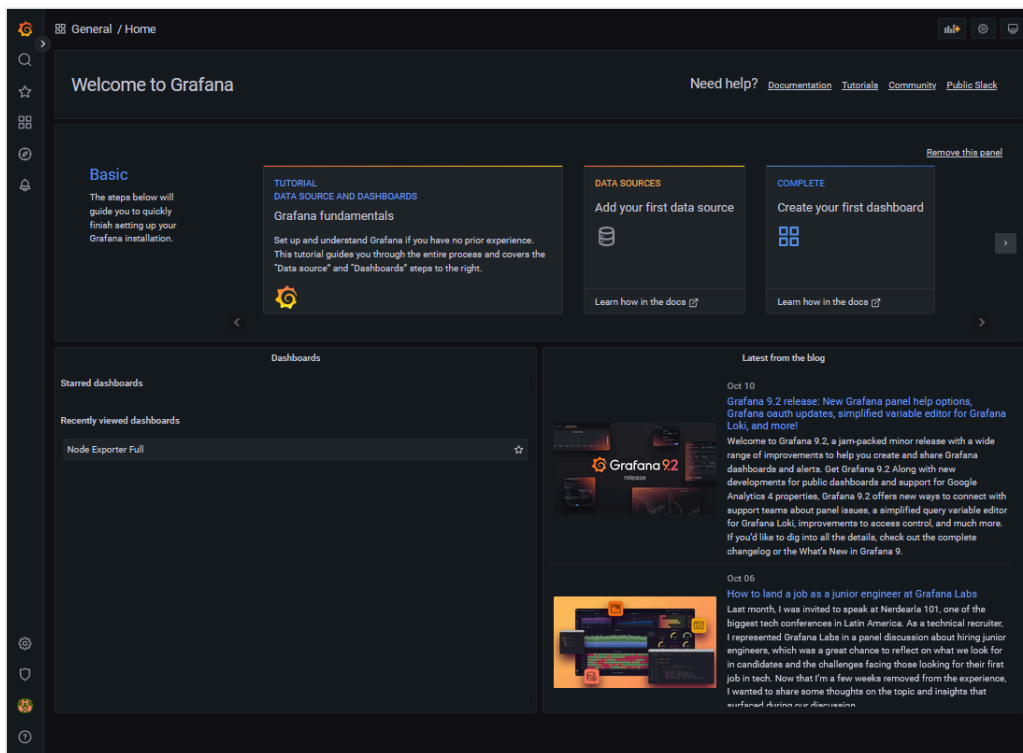 General / Home
Welcome to Grafana
Need help?
Documentation
Tutorials
Community
Public Slack
Remove this panel
Basic
The steps below will
guide you to quickly
finish setting up your
Grafana installation.
TUTORIAL
DATA SOURCE AND DASHBOARDS
Grafana fundamentals
Set up and understand Grafana if you have no prior experience.
This tutorial guides you through the entire process and covers the
"Data source" and "Dashboards" steps to the right.
DATA SOURCES
Add your first data source
Learn how in the docs
COMPLETE
Create your first dashboard
Learn how in the docs
Dashboards
Starred dashboards
Recently viewed dashboards
Node Exporter Full
Latest from the blog
Oct 10
Grafana 9.2 release: New Grafana panel help options,
Grafana oauth updates, simplified variable editor for Grafana
Loki, and more!
Grafana 9.2
release
Welcome to Grafana 9.2, a jam-packed minor release with a wide
range of improvements to help you create and share Grafana
dashboards and alerts. Get Grafana 9.2 Along with new
developments for public dashboards and support for Google
Analytics 4 properties, Grafana 9.2 offers new ways to connect with
support teams about panel issues, a simplified query variable editor
for Grafana Loki, improvements to access control, and much more.
If you'd like to dig into all the details, check out the complete
changelog or the What's New in Grafana 9.
Oct 06
How to land a job as a junior engineer at Grafana Labs
Last month, I was invited to speak at Nerdearla 101, one of the
biggest tech conferences in Latin America. As a technical recruiter,
I represented Grafana Labs in a panel discussion about hiring junior
engineers, which was a great chance to reflect on what we look for
in candidates and the challenges facing those looking for their first
job in tech. Now that I'm a few weeks removed from the experience,
I wanted to share some thoughts on the topic and insights that
surfaced during our discussion.